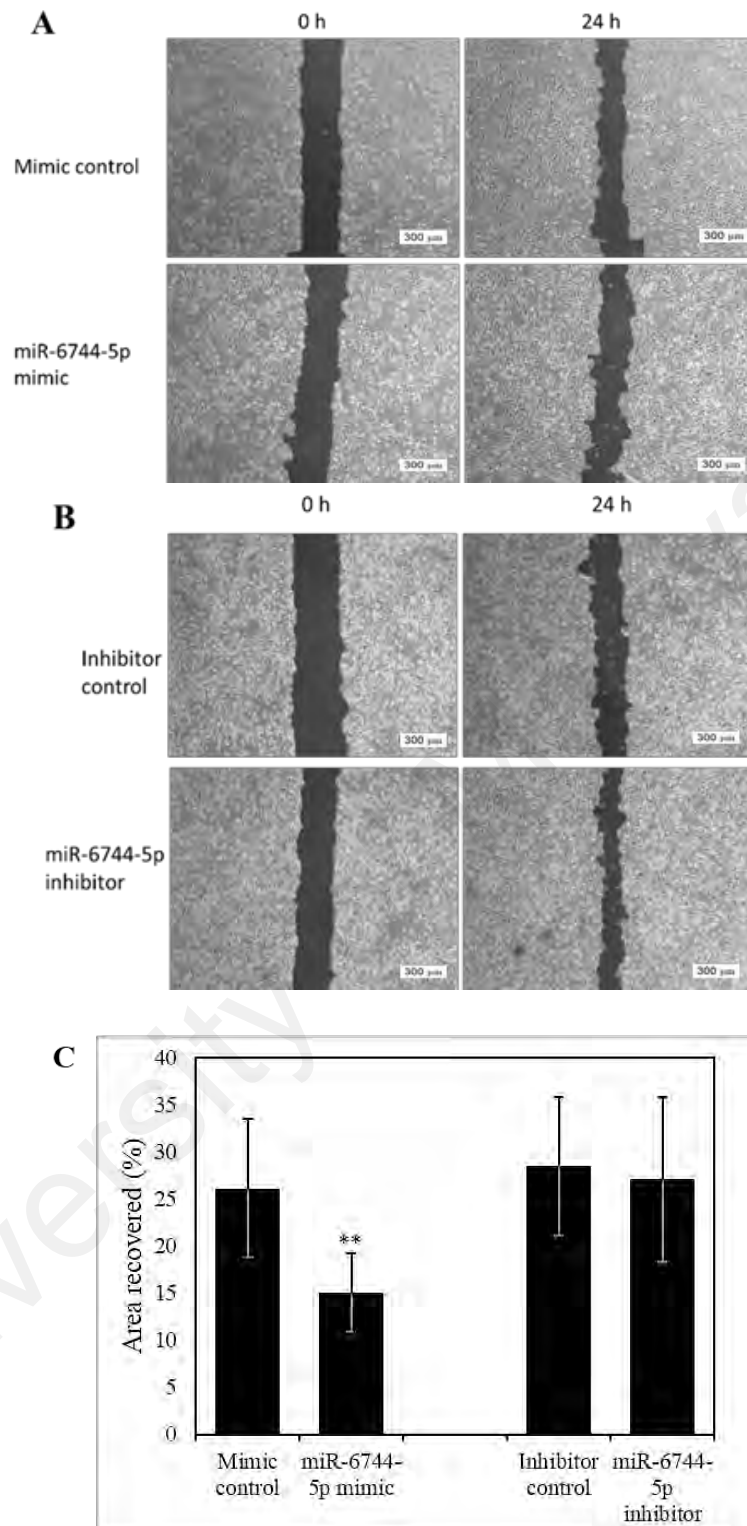 A
0 h 24 h
Mimic control
300 µm 300 µm
miR-6744-5p
mimic
300 µm 300 µm
B
0 h 24 h
Inhibitor
control
300 µm 300 µm
miR-6744-5p
inhibitor
300 µm 300 µm
C
Area recovered (%)
40
35
30
25
20
15
10
5
0
**
Mimic
control
miR-6744-
5p mimic
Inhibitor
control
miR-6744-
5p
inhibitor